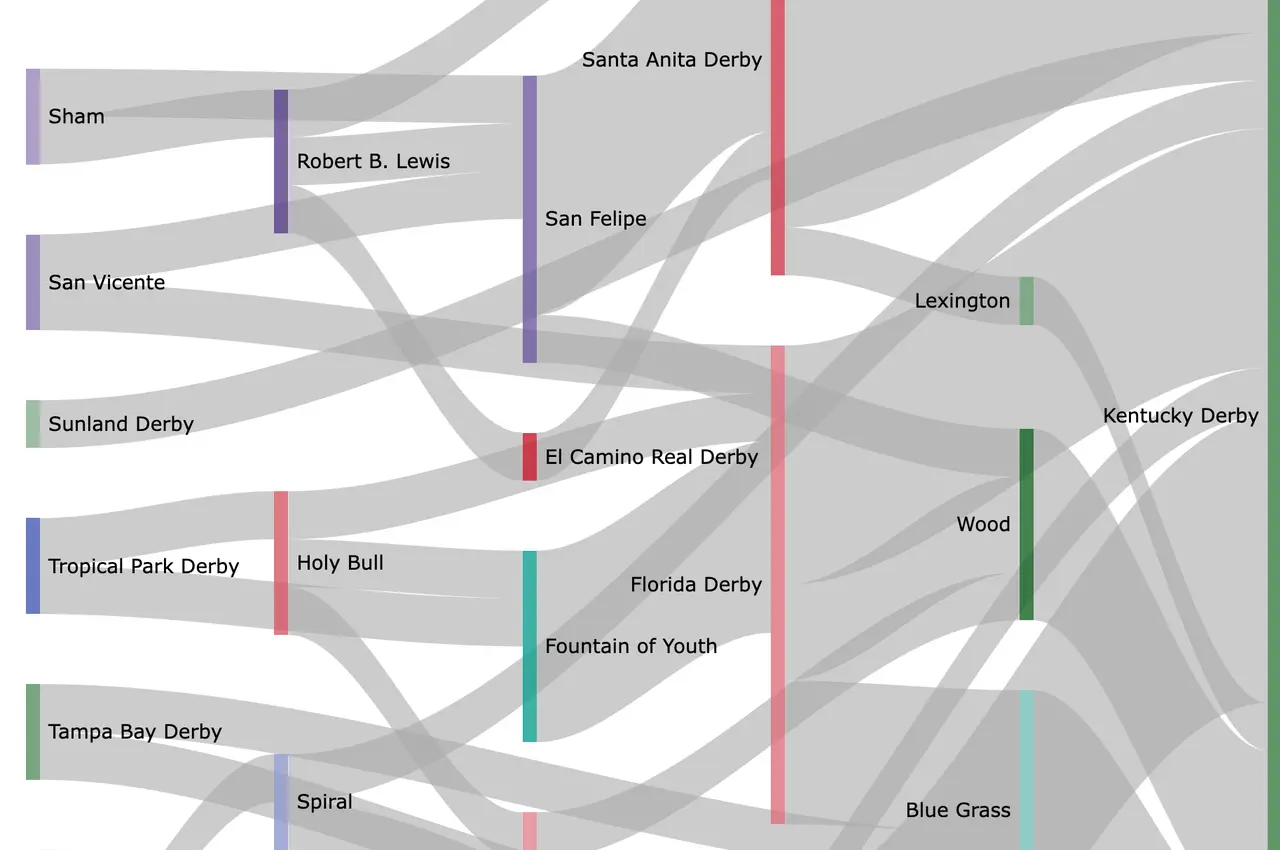 Santa Anita Derby
Sham
Robert B. Lewis
San Felipe
San Vicente
Lexington
Kentucky Derby
Sunland Derby
El Camino Real Derby
Wood
Tropical Park Derby
Holy Bull
Florida Derby
Fountain of Youth
Tampa Bay Derby
Spiral
Blue Grass